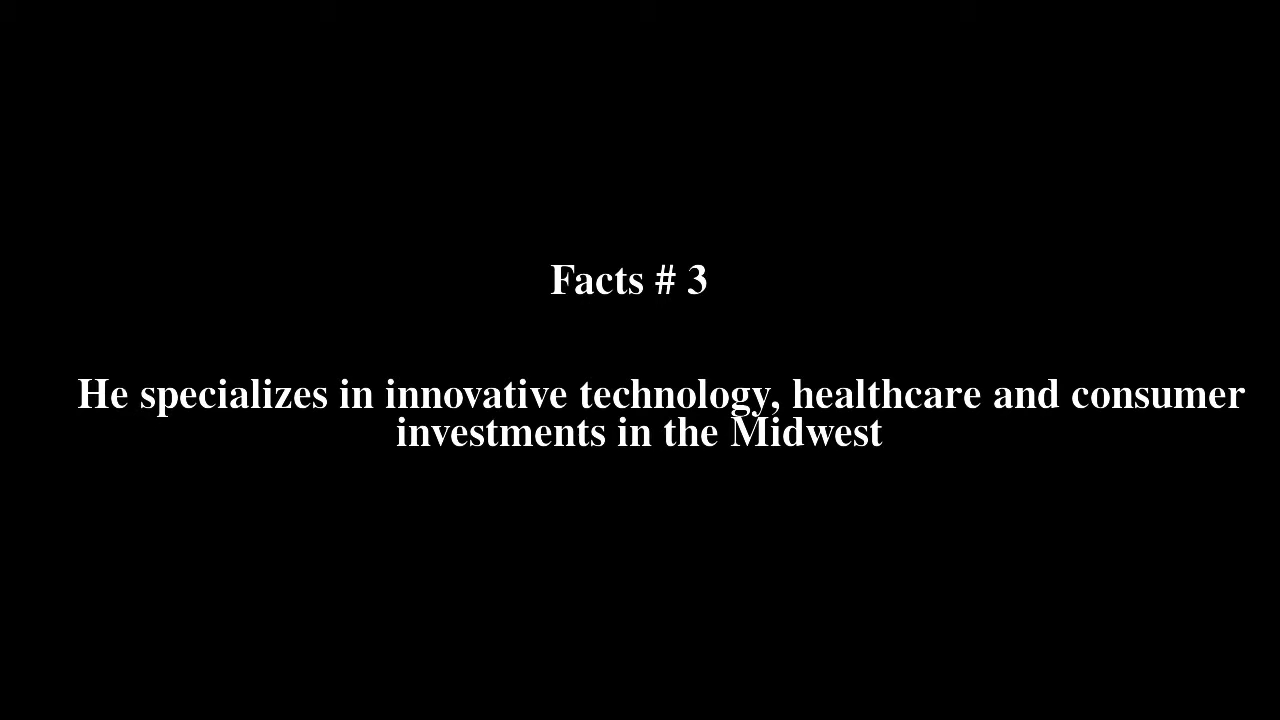 Facts # 3
He specializes in innovative technology, healthcare and consumer
investments in the Midwest